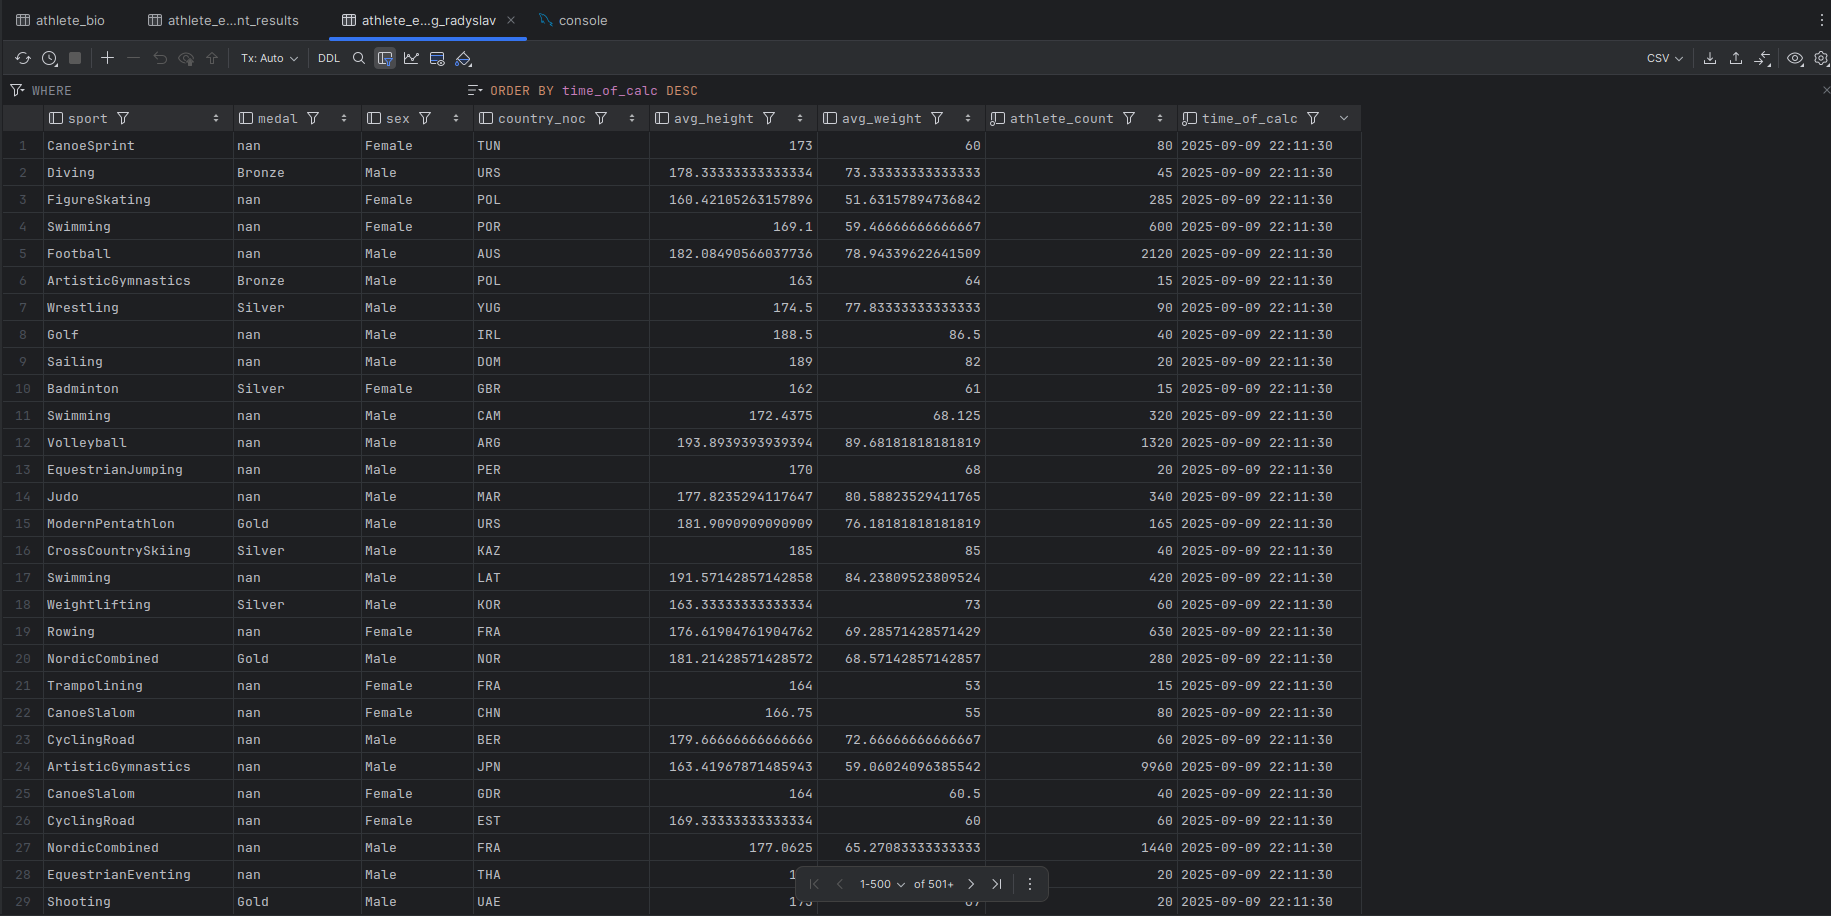 athlete_bio athlete_e...nt_results athlete_e...g_radyslav console
Tx: Auto DDL CSV
WHERE ORDER BY time_of_calc DESC
sport medal sex country_noc avg_height avg_weight athlete_count time_of_calc
1 CanoeSprint nan Female TUN 173 60 80 2025-09-09 22:11:30
2 Diving Bronze Male URS 178.33333333333334 73.33333333333333 45 2025-09-09 22:11:30
3 FigureSkating nan Female POL 160.42105263157896 51.63157894736842 285 2025-09-09 22:11:30
4 Swimming nan Female POR 169.1 59.46666666666667 600 2025-09-09 22:11:30
5 Football nan Male AUS 182.08490566037736 78.94339622641509 2120 2025-09-09 22:11:30
6 ArtisticGymnastics Bronze Male POL 163 64 15 2025-09-09 22:11:30
7 Wrestling Silver Male YUG 174.5 77.83333333333333 90 2025-09-09 22:11:30
8 Golf nan Male IRL 188.5 86.5 40 2025-09-09 22:11:30
9 Sailing nan Male DOM 189 82 20 2025-09-09 22:11:30
10 Badminton Silver Female GBR 162 61 15 2025-09-09 22:11:30
11 Swimming nan Male CAM 172.4375 68.125 320 2025-09-09 22:11:30
12 Volleyball nan Male ARG 193.8939393939394 89.68181818181819 1320 2025-09-09 22:11:30
13 EquestrianJumping nan Male PER 170 68 20 2025-09-09 22:11:30
14 Judo nan Male MAR 177.8235294117647 80.58823529411765 340 2025-09-09 22:11:30
15 ModernPentathlon Gold Male URS 181.9090909090909 76.18181818181819 165 2025-09-09 22:11:30
16 CrossCountrySkiing Silver Male KAZ 185 85 40 2025-09-09 22:11:30
17 Swimming nan Male LAT 191.57142857142858 84.23809523809524 420 2025-09-09 22:11:30
18 Weightlifting Silver Male KOR 163.33333333333334 73 60 2025-09-09 22:11:30
19 Rowing nan Female FRA 176.61904761904762 69.28571428571429 630 2025-09-09 22:11:30
20 NordicCombined Gold Male NOR 181.21428571428572 68.57142857142857 280 2025-09-09 22:11:30
21 Trampolining nan Female FRA 164 53 15 2025-09-09 22:11:30
22 CanoeSlalom nan Female CHN 166.75 55 80 2025-09-09 22:11:30
23 CyclingRoad nan Male BER 179.66666666666666 72.66666666666667 60 2025-09-09 22:11:30
24 ArtisticGymnastics nan Male JPN 163.41967871485943 59.06024096385542 9960 2025-09-09 22:11:30
25 CanoeSlalom nan Female GDR 164 60.5 40 2025-09-09 22:11:30
26 CyclingRoad nan Female EST 169.33333333333334 60 60 2025-09-09 22:11:30
27 NordicCombined nan Male FRA 177.0625 65.27083333333333 1440 2025-09-09 22:11:30
28 EquestrianEventing nan Male THA 20 2025-09-09 22:11:30
1-500 of 501+
29 Shooting Gold Male UAE 20 2025-09-09 22:11:30